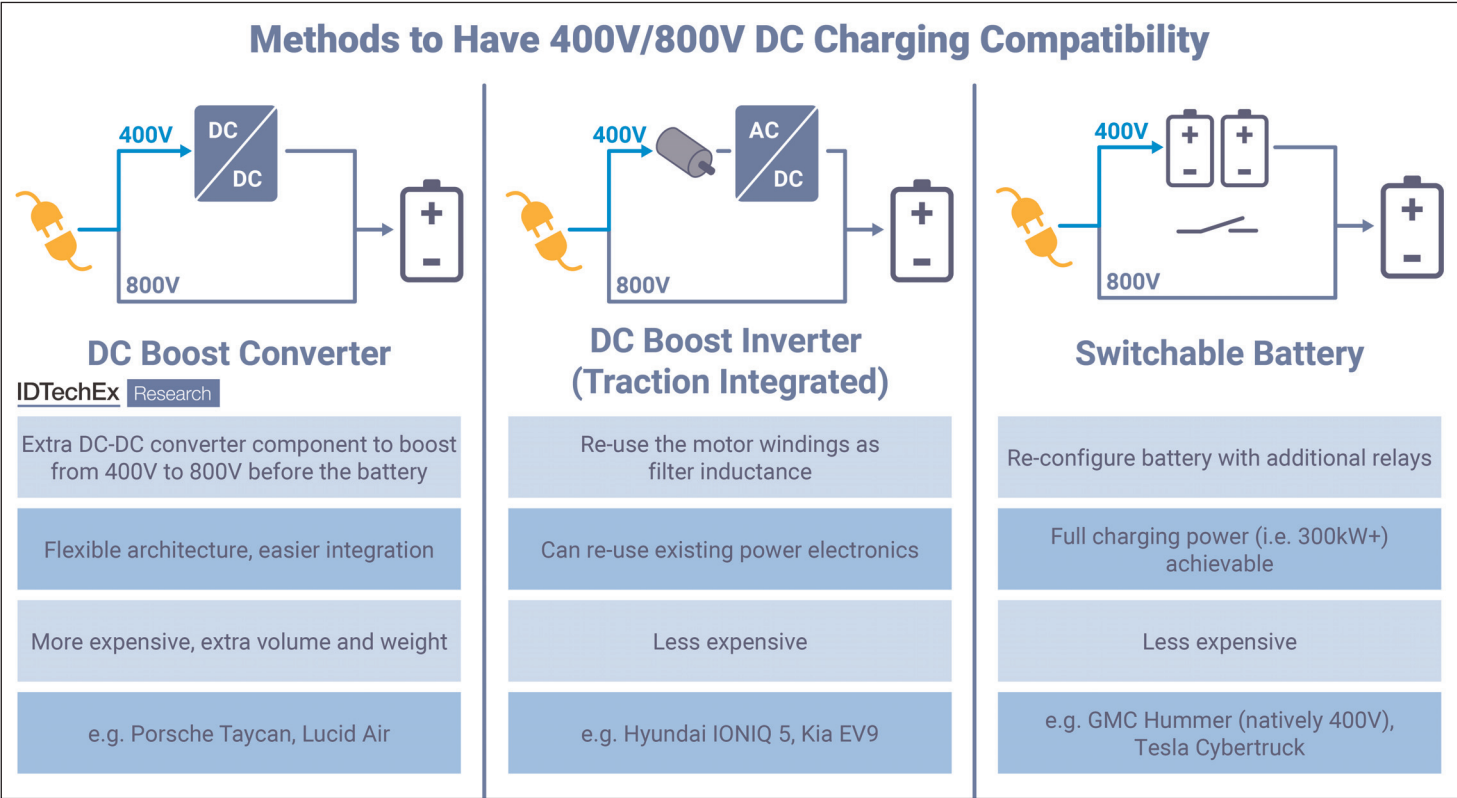 Methods to Have 400V/800V DC Charging Compatibility
400V
DC
DC
+
-
800V
DC Boost Converter
IDTechEx Research
Extra DC-DC converter component to boost
from 400V to 800V before the battery
Flexible architecture, easier integration
More expensive, extra volume and weight
e.g. Porsche Taycan, Lucid Air
400V
AC
DC
+
-
800V
DC Boost Inverter
(Traction Integrated)
Re-use the motor windings as
filter inductance
Can re-use existing power electronics
Less expensive
e.g. Hyundai IONIQ 5, Kia EV9
400V
+ +
- -
+
-
800V
Switchable Battery
Re-configure battery with additional relays
Full charging power (i.e. 300kW+)
achievable
Less expensive
e.g. GMC Hummer (natively 400V),
Tesla Cybertruck